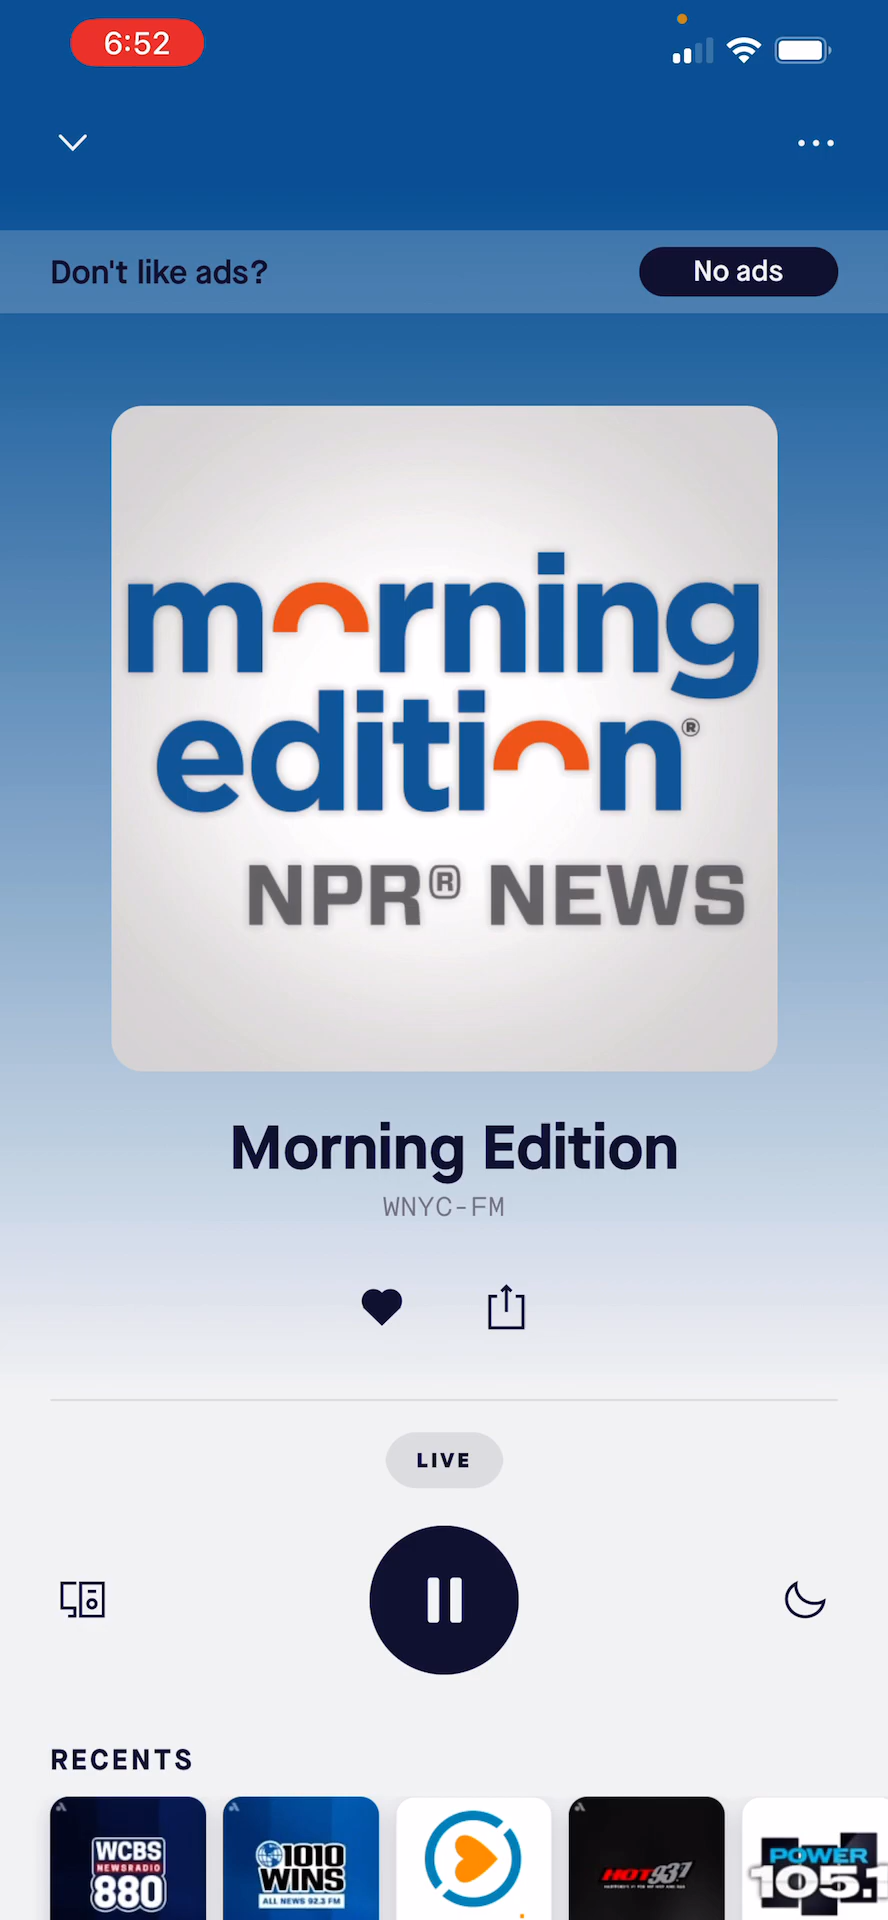 6:52
Don't like ads?
No ads
morning
edition®
NPR® NEWS
Morning Edition
WNYC-FM
LIVE
RECENTS
WCBS
NEWSRADIO
880
1010
WINS
ALL NEWS 92.3 FM
HOT 93.7
POWER
105.1